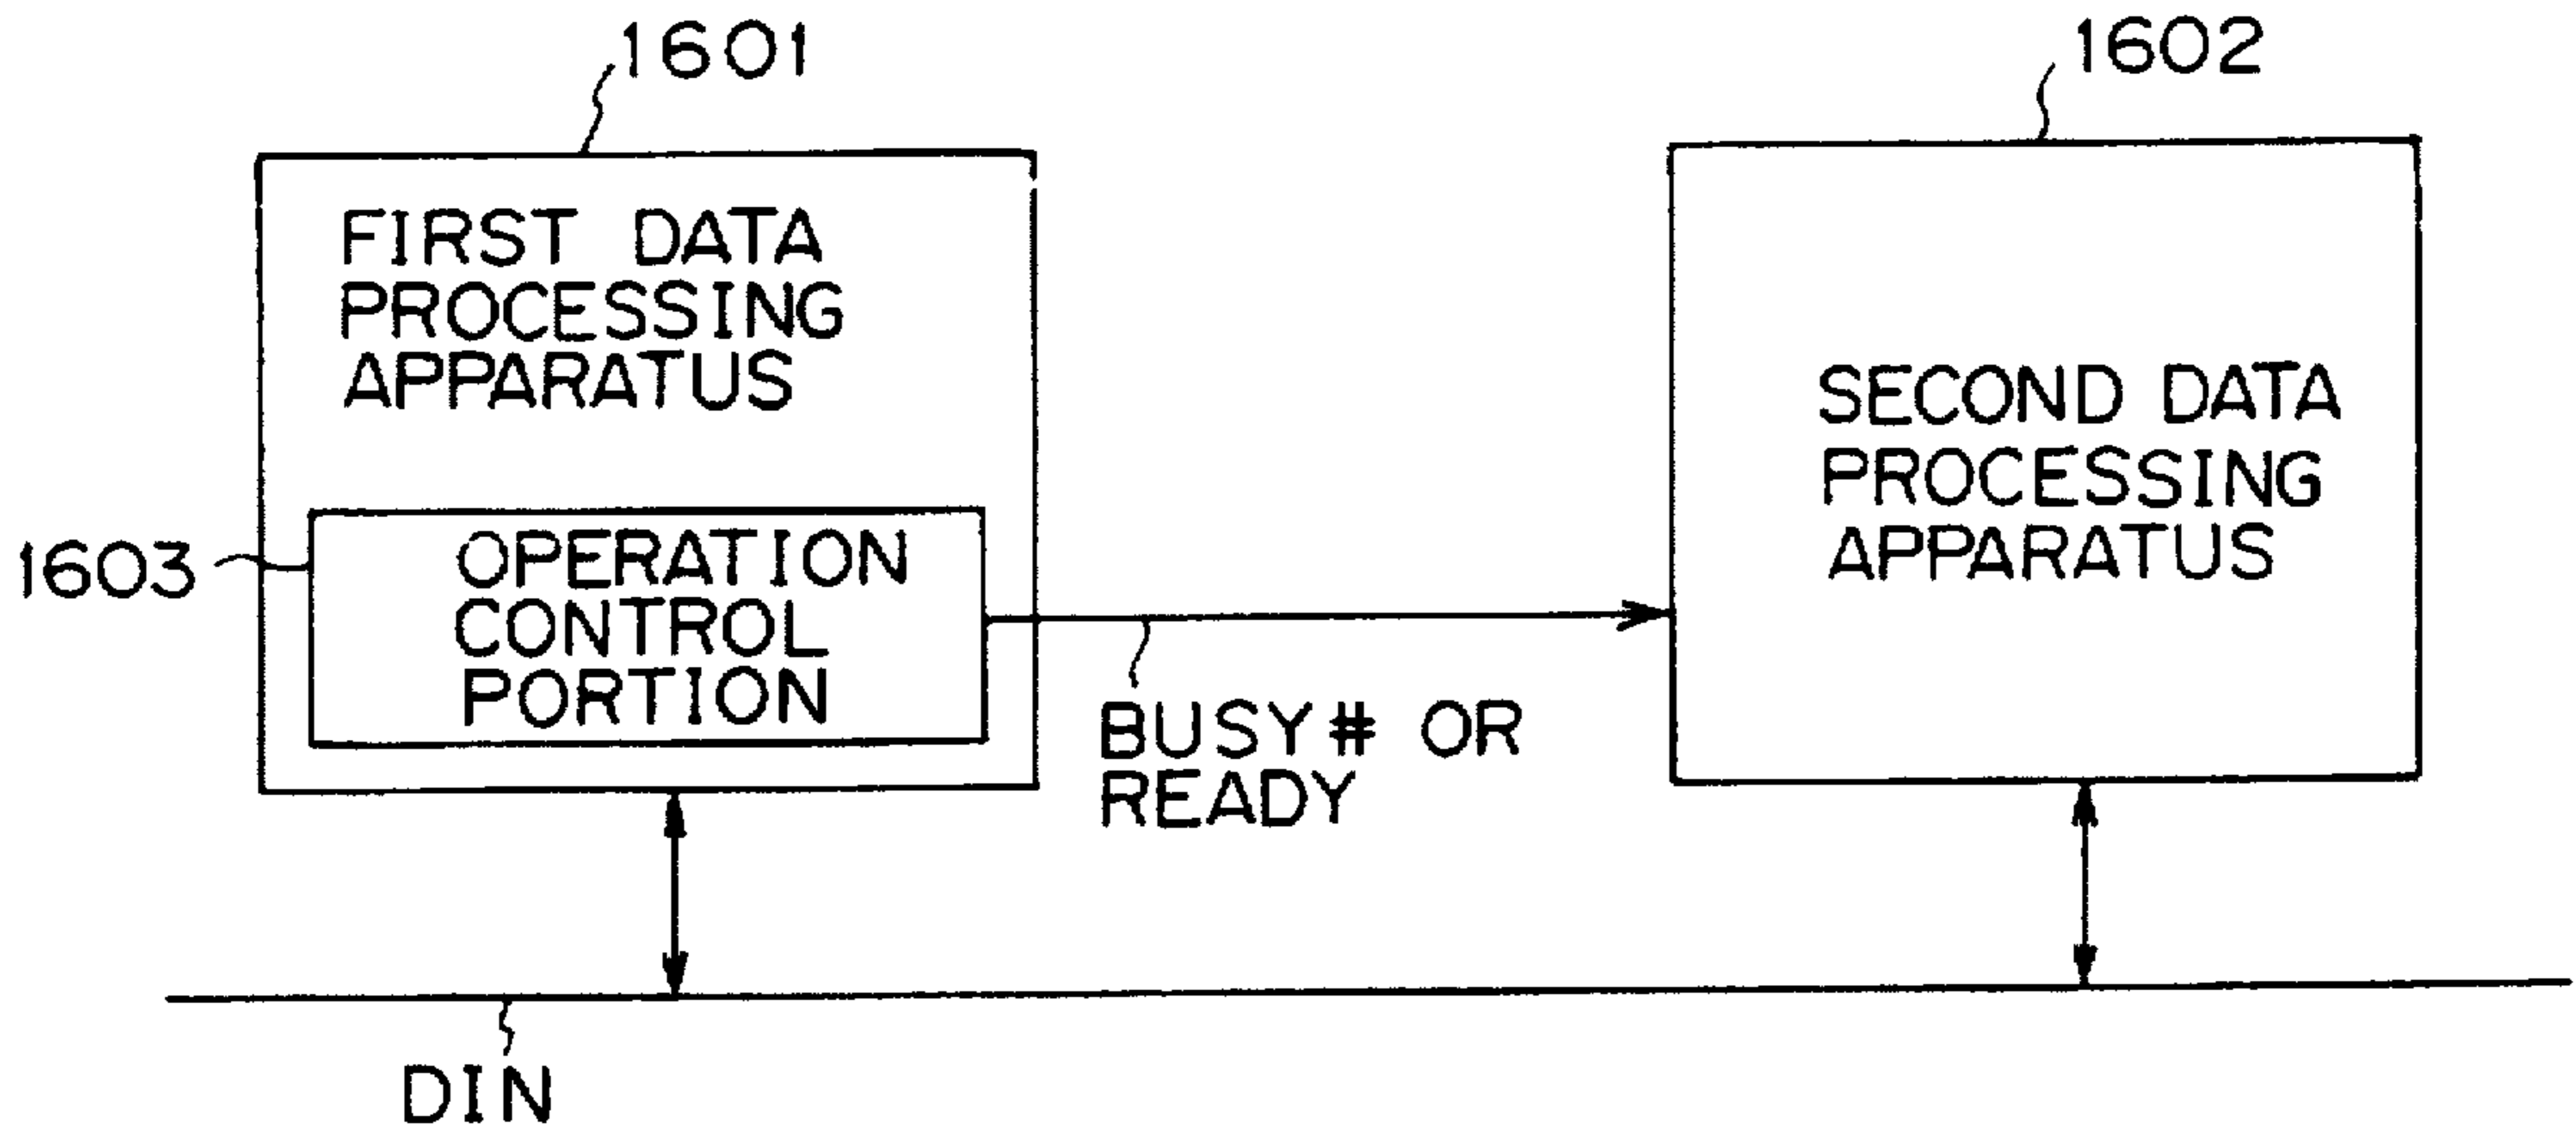 1601
1602
FIRST DATA
PROCESSING
APPARATUS
SECOND DATA
PROCESSING
APPARATUS
1603
OPERATION
CONTROL
PORTION
BUSY# OR
READY
DIN